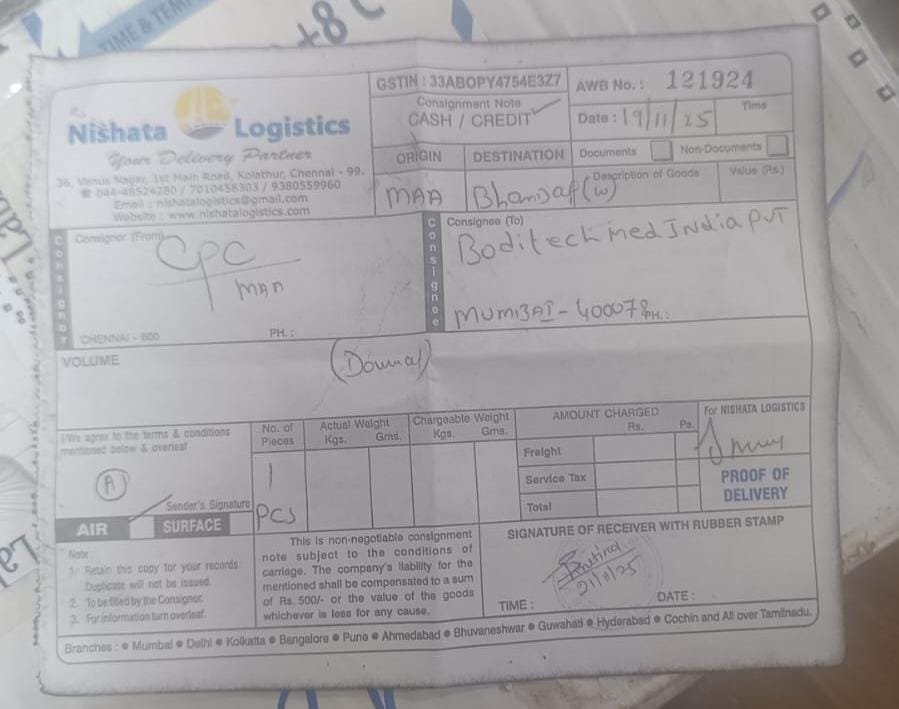 TIME & TEM
+8 C
Nishata Logistics
Your Delivery Partner
36, Venus Nagar, 1st Main Road, Kolathur, Chennai - 99.
☎ 044-48524280 / 7010458303 / 9380559960
Email : nishatalogistics@gmail.com
Website : www.nishatalogistics.com
GSTIN : 33ABOPY4754E3Z7
Consignment Note
CASH / CREDIT
AWB No. : 121924
Date : 19/11/25
Time
ORIGIN
DESTINATION
Documents
Non-Documents
MAA
(W)
Description of Goods
Value (Rs.)
Consignor
Consignor (From)
CPC
MAA
CHENNAI - 600
PH. :
Consignee
Consignee (To)
Boditech med India PVT
MUMBAI - 400078
PH. :
VOLUME
I/We agree to the terms & conditions
mentioned below & overleaf
A
Sender's Signature
AIR
SURFACE
No. of
Pieces
1
PCS
Actual Weight
Kgs. Gms.
Chargeable Weight
Kgs. Gms.
AMOUNT CHARGED
Rs. Ps.
Freight
Service Tax
Total
For NISHATA LOGISTICS
PROOF OF
DELIVERY
Note :
1. Retain this copy for your records.
Duplicate will not be issued.
2. To be filled by the Consignor.
3. For information turn overleaf.
This is non-negotiable consignment
note subject to the conditions of
carriage. The company's liability for the
mentioned shall be compensated to a sum
of Rs. 500/- or the value of the goods
whichever is less for any cause.
SIGNATURE OF RECEIVER WITH RUBBER STAMP
21/11/25
TIME :
DATE :
Branches : ● Mumbai ● Delhi ● Kolkatta ● Bangalore ● Pune ● Ahmedabad ● Bhuvaneshwar ● Guwahati ● Hyderabad ● Cochin and All over Tamilnadu.